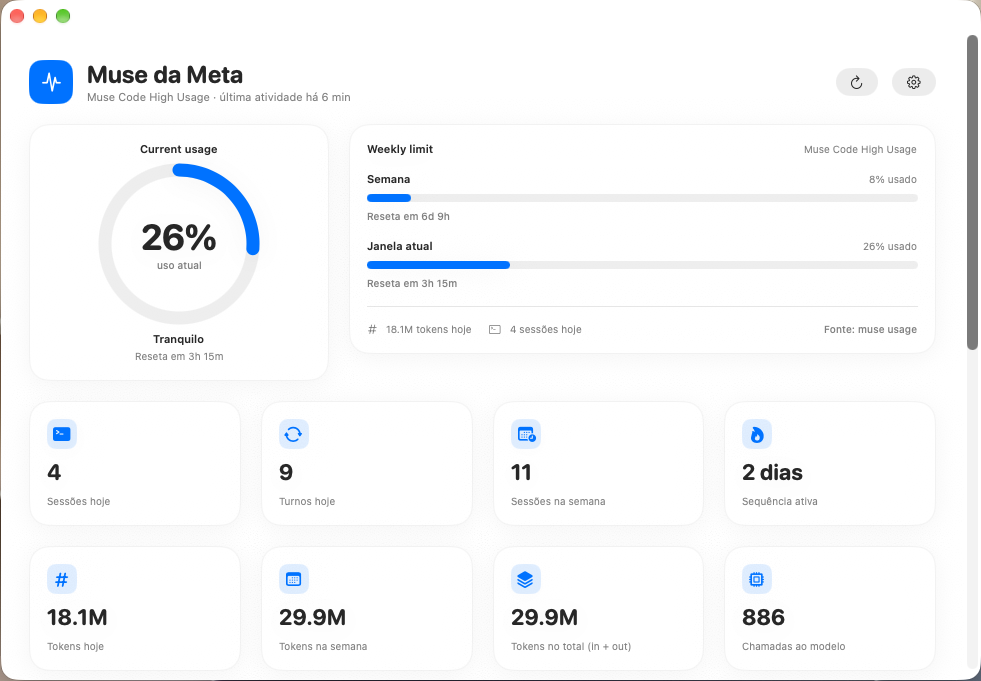 Muse da Meta
Muse Code High Usage · última atividade há 6 min
Current usage
26%
uso atual
Tranquilo
Reseta em 3h 15m
Weekly limit
Muse Code High Usage
Semana
8% usado
Reseta em 6d 9h
Janela atual
26% usado
Reseta em 3h 15m
# 18.1M tokens hoje
4 sessões hoje
Fonte: muse usage
4
Sessões hoje
9
Turnos hoje
11
Sessões na semana
2 dias
Sequência ativa
#
18.1M
Tokens hoje
29.9M
Tokens na semana
29.9M
Tokens no total (in + out)
886
Chamadas ao modelo